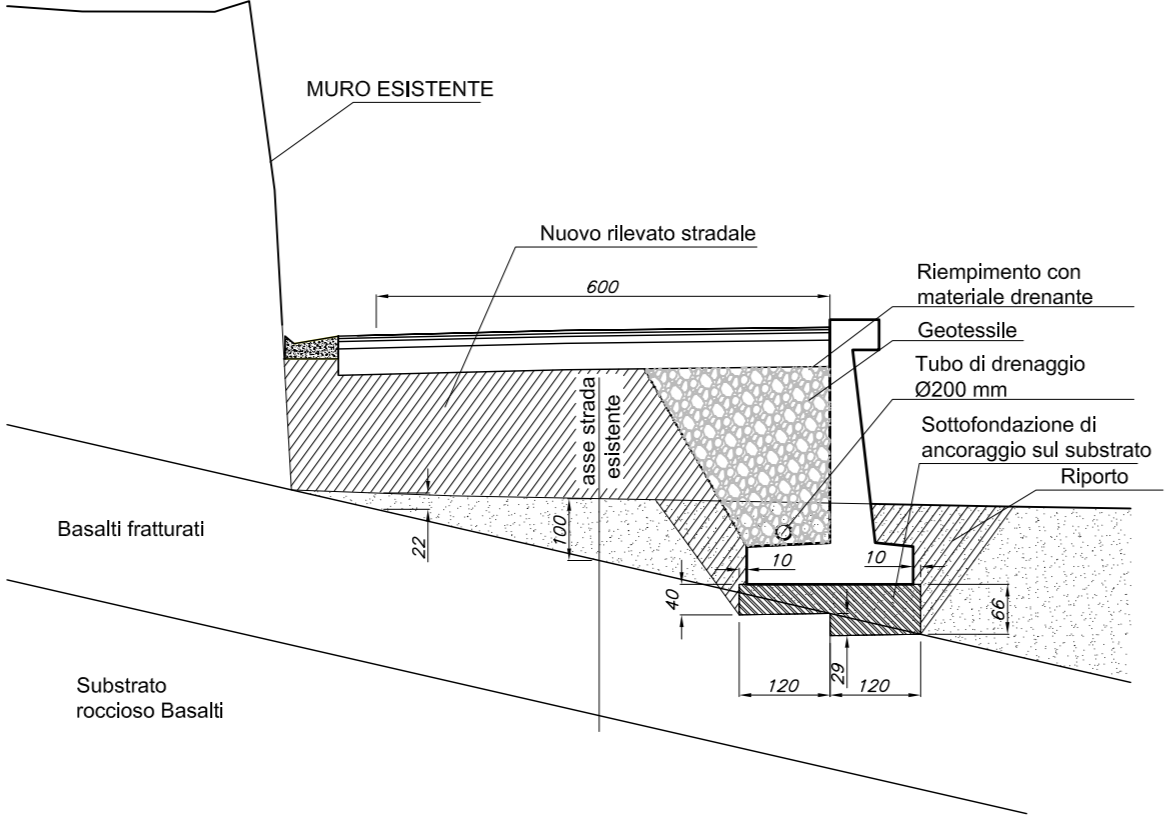 MURO ESISTENTE
Nuovo rilevato stradale
600
Riempimento con
materiale drenante
Geotessile
Tubo di drenaggio
Ø200 mm
Sottofondazione di
ancoraggio sul substrato
Riporto
asse strada
esistente
Basalti fratturati
22
100
10
10
40
66
29
120
120
Substrato
roccioso Basalti